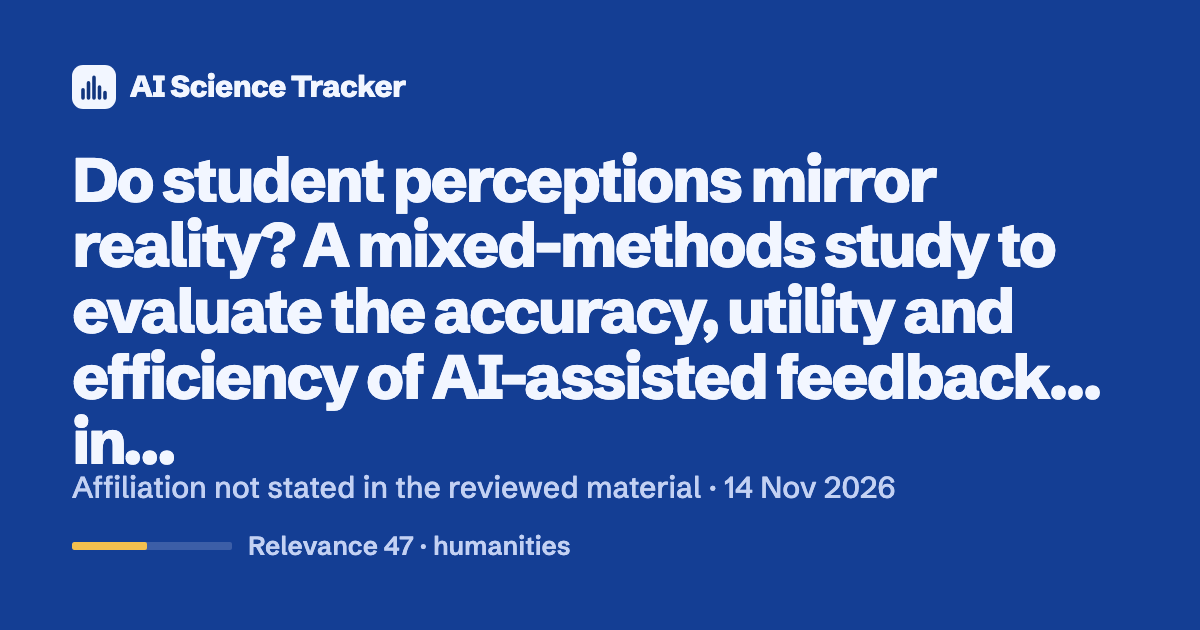 AI Science Tracker
Do student perceptions mirror
reality? A mixed-methods study to
evaluate the accuracy, utility and
efficiency of AI-assisted feedback...
in...
Affiliation not stated in the reviewed material · 14 Nov 2026
Relevance 47 · humanities